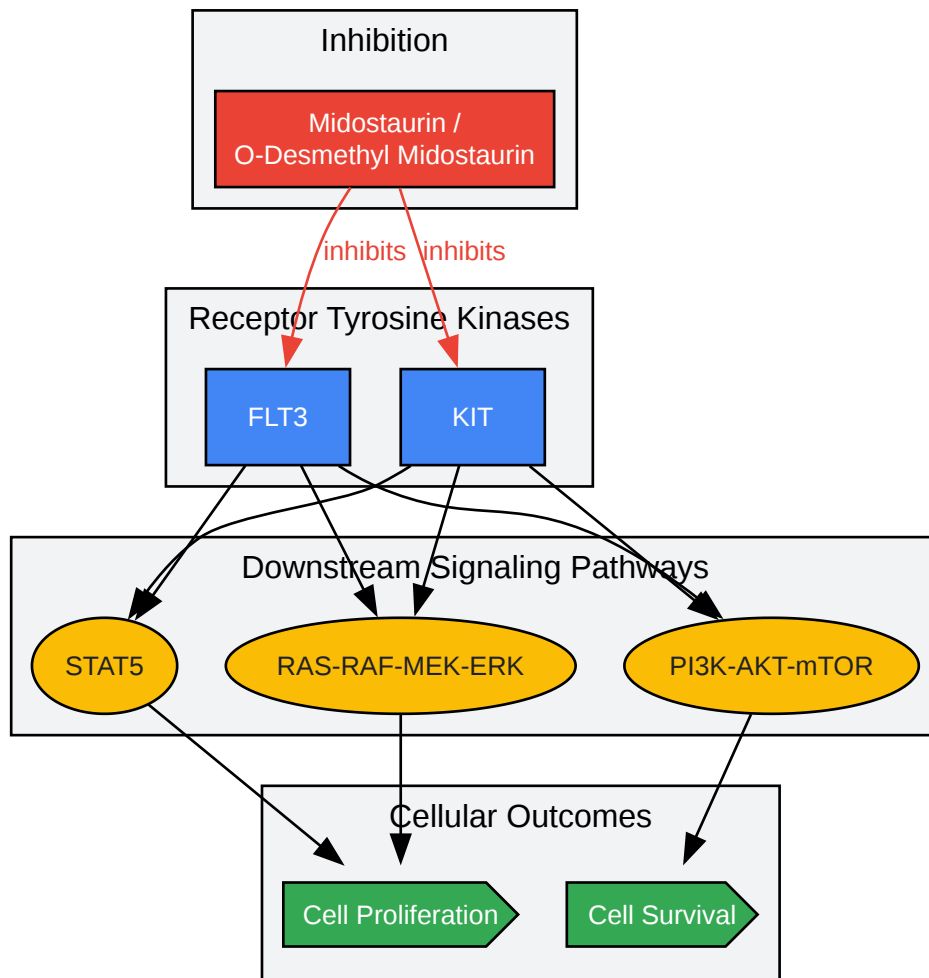 Inhibition
Midostaurin /
O-Desmethyl Midostaurin
inhibits inhibits
Receptor Tyrosine Kinases
FLT3 KIT
Downstream Signaling Pathways
STAT5 RAS-RAF-MEK-ERK PI3K-AKT-mTOR
Cellular Outcomes
Cell Proliferation Cell Survival